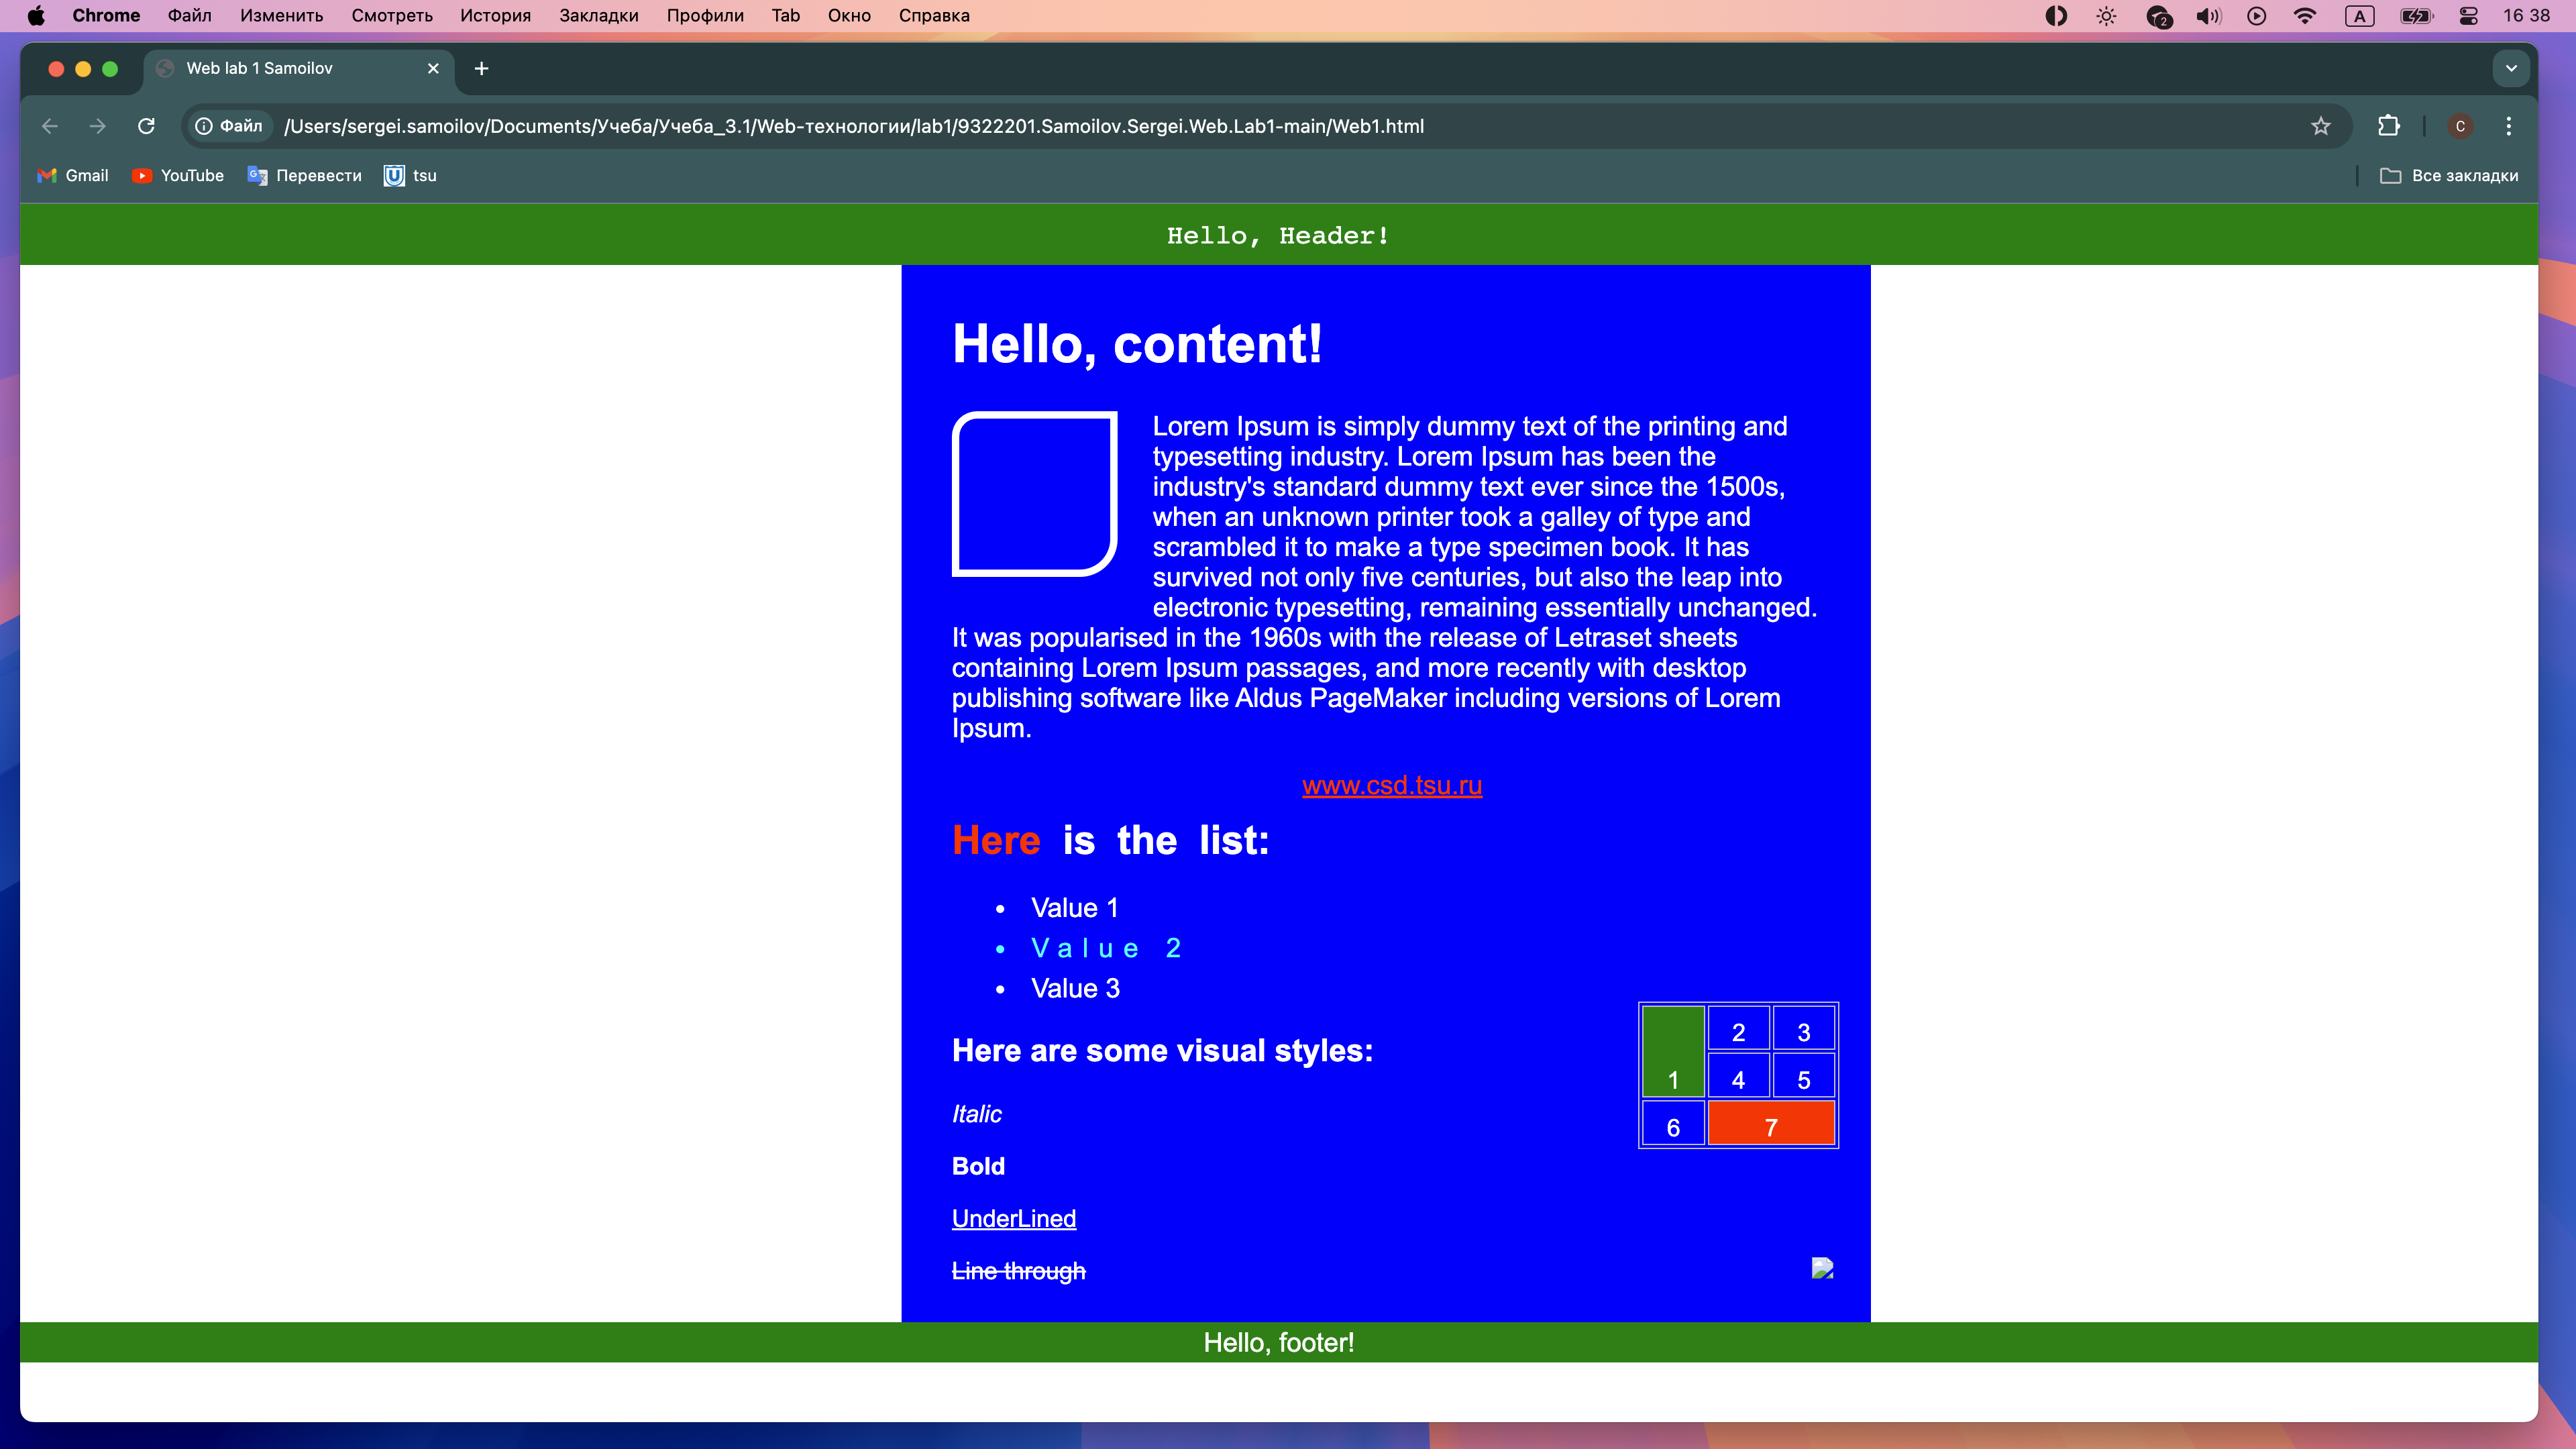 Chrome Файл Изменить Смотреть История Закладки Профили Tab Окно Справка 2 A 16 38
Web lab 1 Samoilov
Файл /Users/sergei.samoilov/Documents/Учеба/Учеба_3.1/Web-технологии/lab1/9322201.Samoilov.Sergei.Web.Lab1-main/Web1.html C
Gmail YouTube Перевести tsu Все закладки
Hello, Header!
Hello, content!
Lorem Ipsum is simply dummy text of the printing and
typesetting industry. Lorem Ipsum has been the
industry's standard dummy text ever since the 1500s,
when an unknown printer took a galley of type and
scrambled it to make a type specimen book. It has
survived not only five centuries, but also the leap into
electronic typesetting, remaining essentially unchanged.
It was popularised in the 1960s with the release of Letraset sheets
containing Lorem Ipsum passages, and more recently with desktop
publishing software like Aldus PageMaker including versions of Lorem
Ipsum.
www.csd.tsu.ru
Here is the list:
• Value 1
• Value 2
• Value 3
Here are some visual styles:
Italic
Bold
UnderLined
Line through
2 3
1 4 5
6 7
Hello, footer!